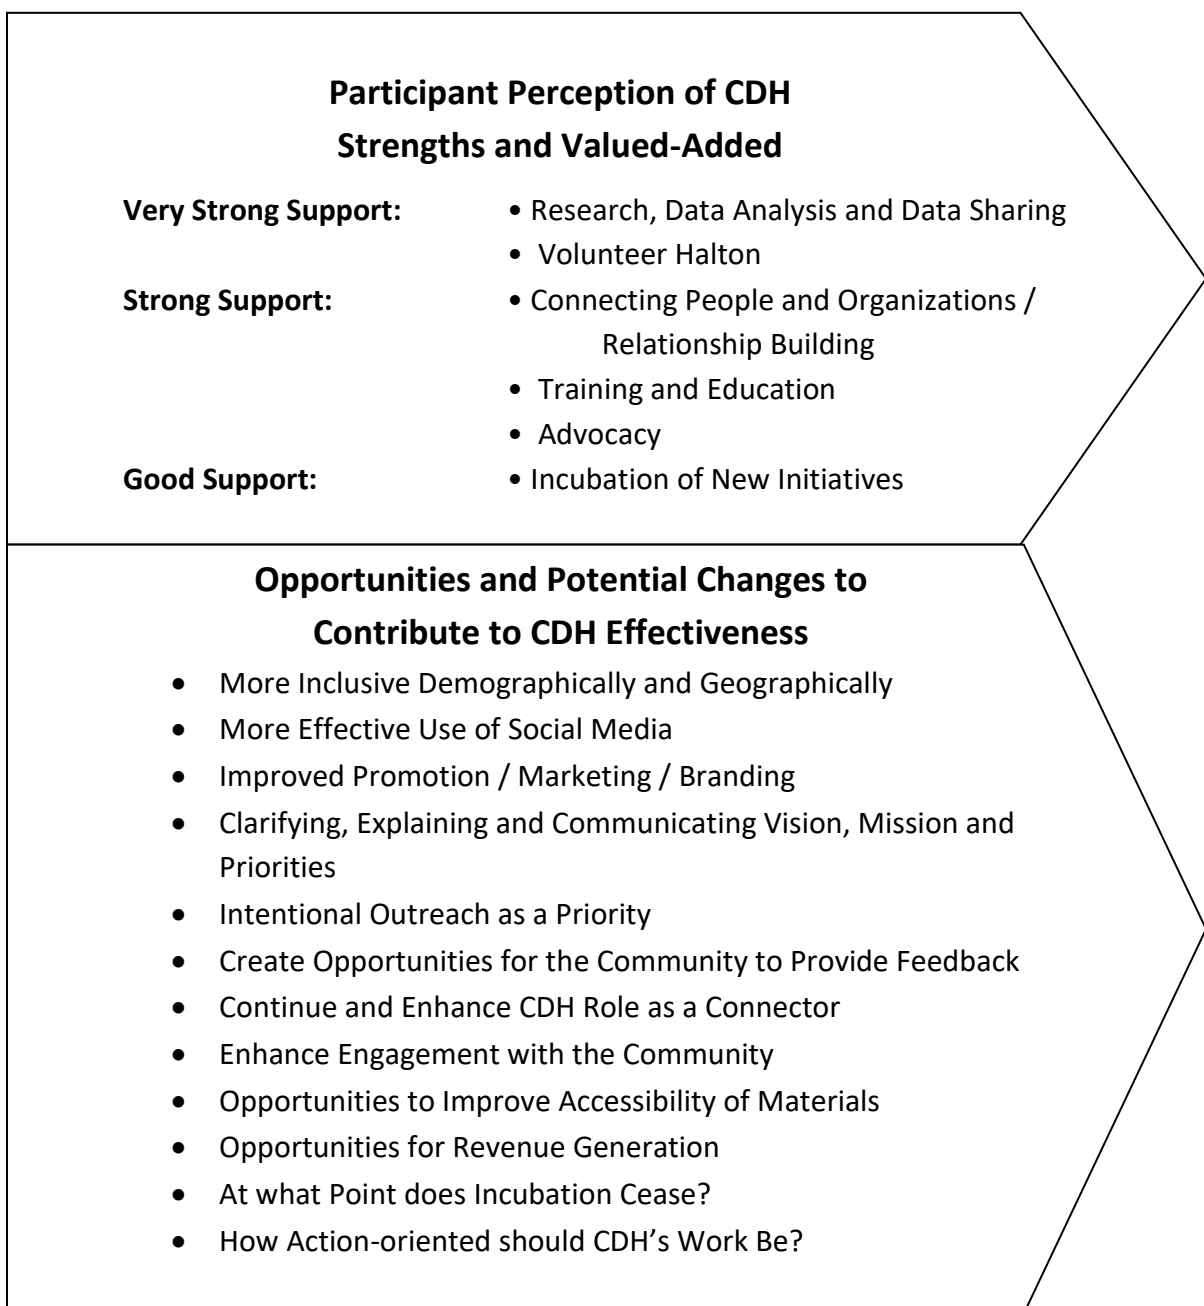 Participant Perception of CDH
Strengths and Valued-Added
Very Strong Support: • Research, Data Analysis and Data Sharing
• Volunteer Halton
Strong Support: • Connecting People and Organizations /
Relationship Building
• Training and Education
• Advocacy
Good Support: • Incubation of New Initiatives
Opportunities and Potential Changes to
Contribute to CDH Effectiveness
• More Inclusive Demographically and Geographically
• More Effective Use of Social Media
• Improved Promotion / Marketing / Branding
• Clarifying, Explaining and Communicating Vision, Mission and
Priorities
• Intentional Outreach as a Priority
• Create Opportunities for the Community to Provide Feedback
• Continue and Enhance CDH Role as a Connector
• Enhance Engagement with the Community
• Opportunities to Improve Accessibility of Materials
• Opportunities for Revenue Generation
• At what Point does Incubation Cease?
• How Action-oriented should CDH’s Work Be?